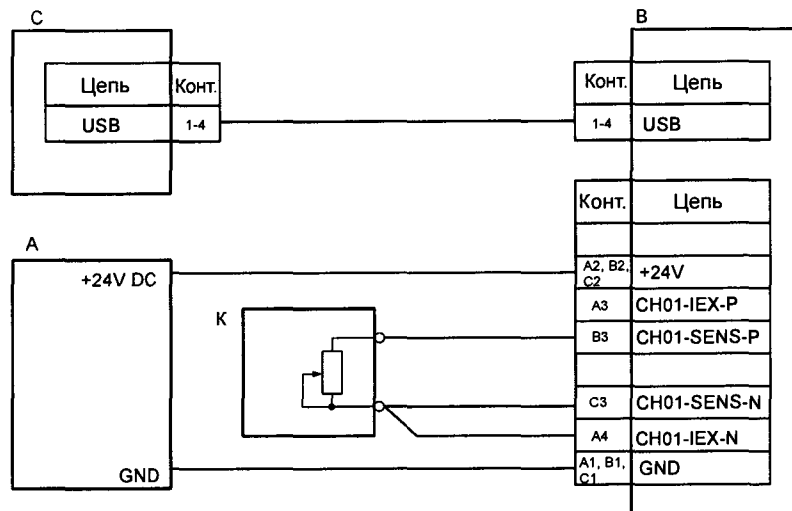 C
B
Цепь Конт.
USB 1-4
Конт. Цепь
1-4 USB
Конт. Цепь
A
+24V DC
A2, B2, C2 +24V
K
A3 CH01-IEX-P
B3 CH01-SENS-P
C3 CH01-SENS-N
A4 CH01-IEX-N
GND
A1, B1, C1 GND